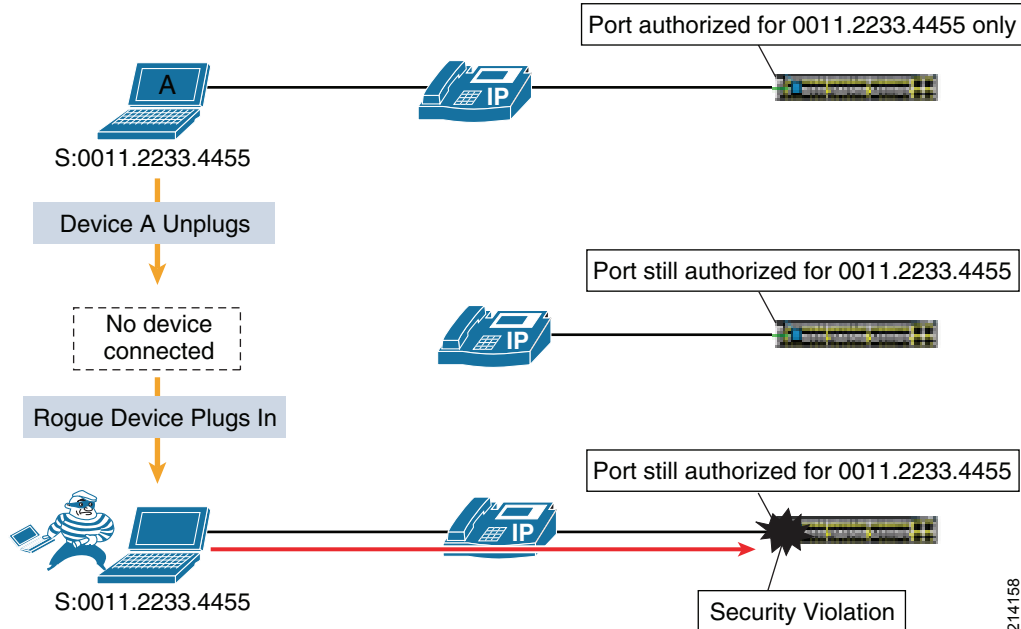 Port authorized for 0011.2233.4455 only
A
IP
S:0011.2233.4455
Device A Unplugs
Port still authorized for 0011.2233.4455
No device
connected
IP
Rogue Device Plugs In
Port still authorized for 0011.2233.4455
IP
S:0011.2233.4455
Security Violation
214158